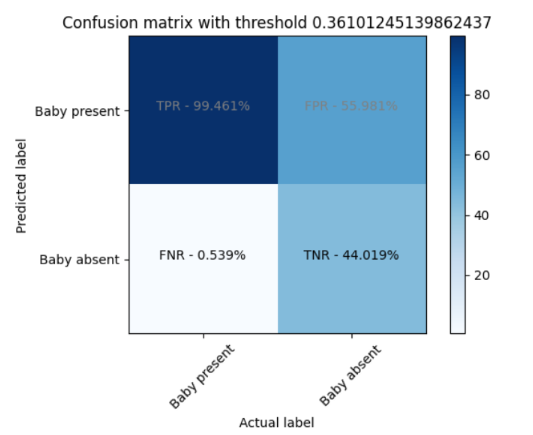 Confusion matrix with threshold 0.36101245139862437
Predicted label
Baby present
TPR - 99.461%
FPR - 55.981%
80
60
Baby absent
FNR - 0.539%
TNR - 44.019%
40
20
Baby present
Baby absent
Actual label